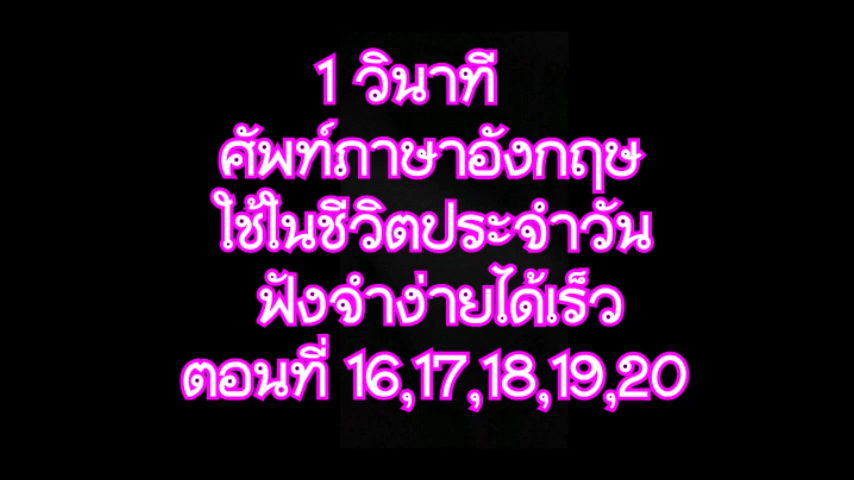 1 วินาที
ศัพท์ภาษาอังกฤษ
ใช้ในชีวิตประจำวัน
ฟังจำง่ายได้เร็ว
ตอนที่ 16,17,18,19,20